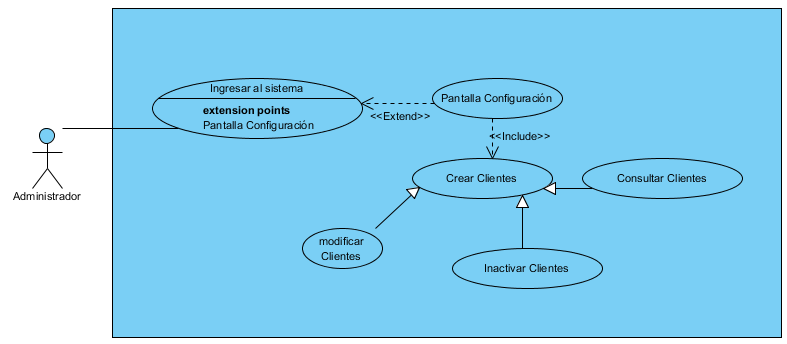 Ingresar al sistema
extension points
Pantalla Configuración
Pantalla Configuración
<<Extend>>
<<Include>>
Administrador
Crear Clientes
Consultar Clientes
modificar
Clientes
Inactivar Clientes